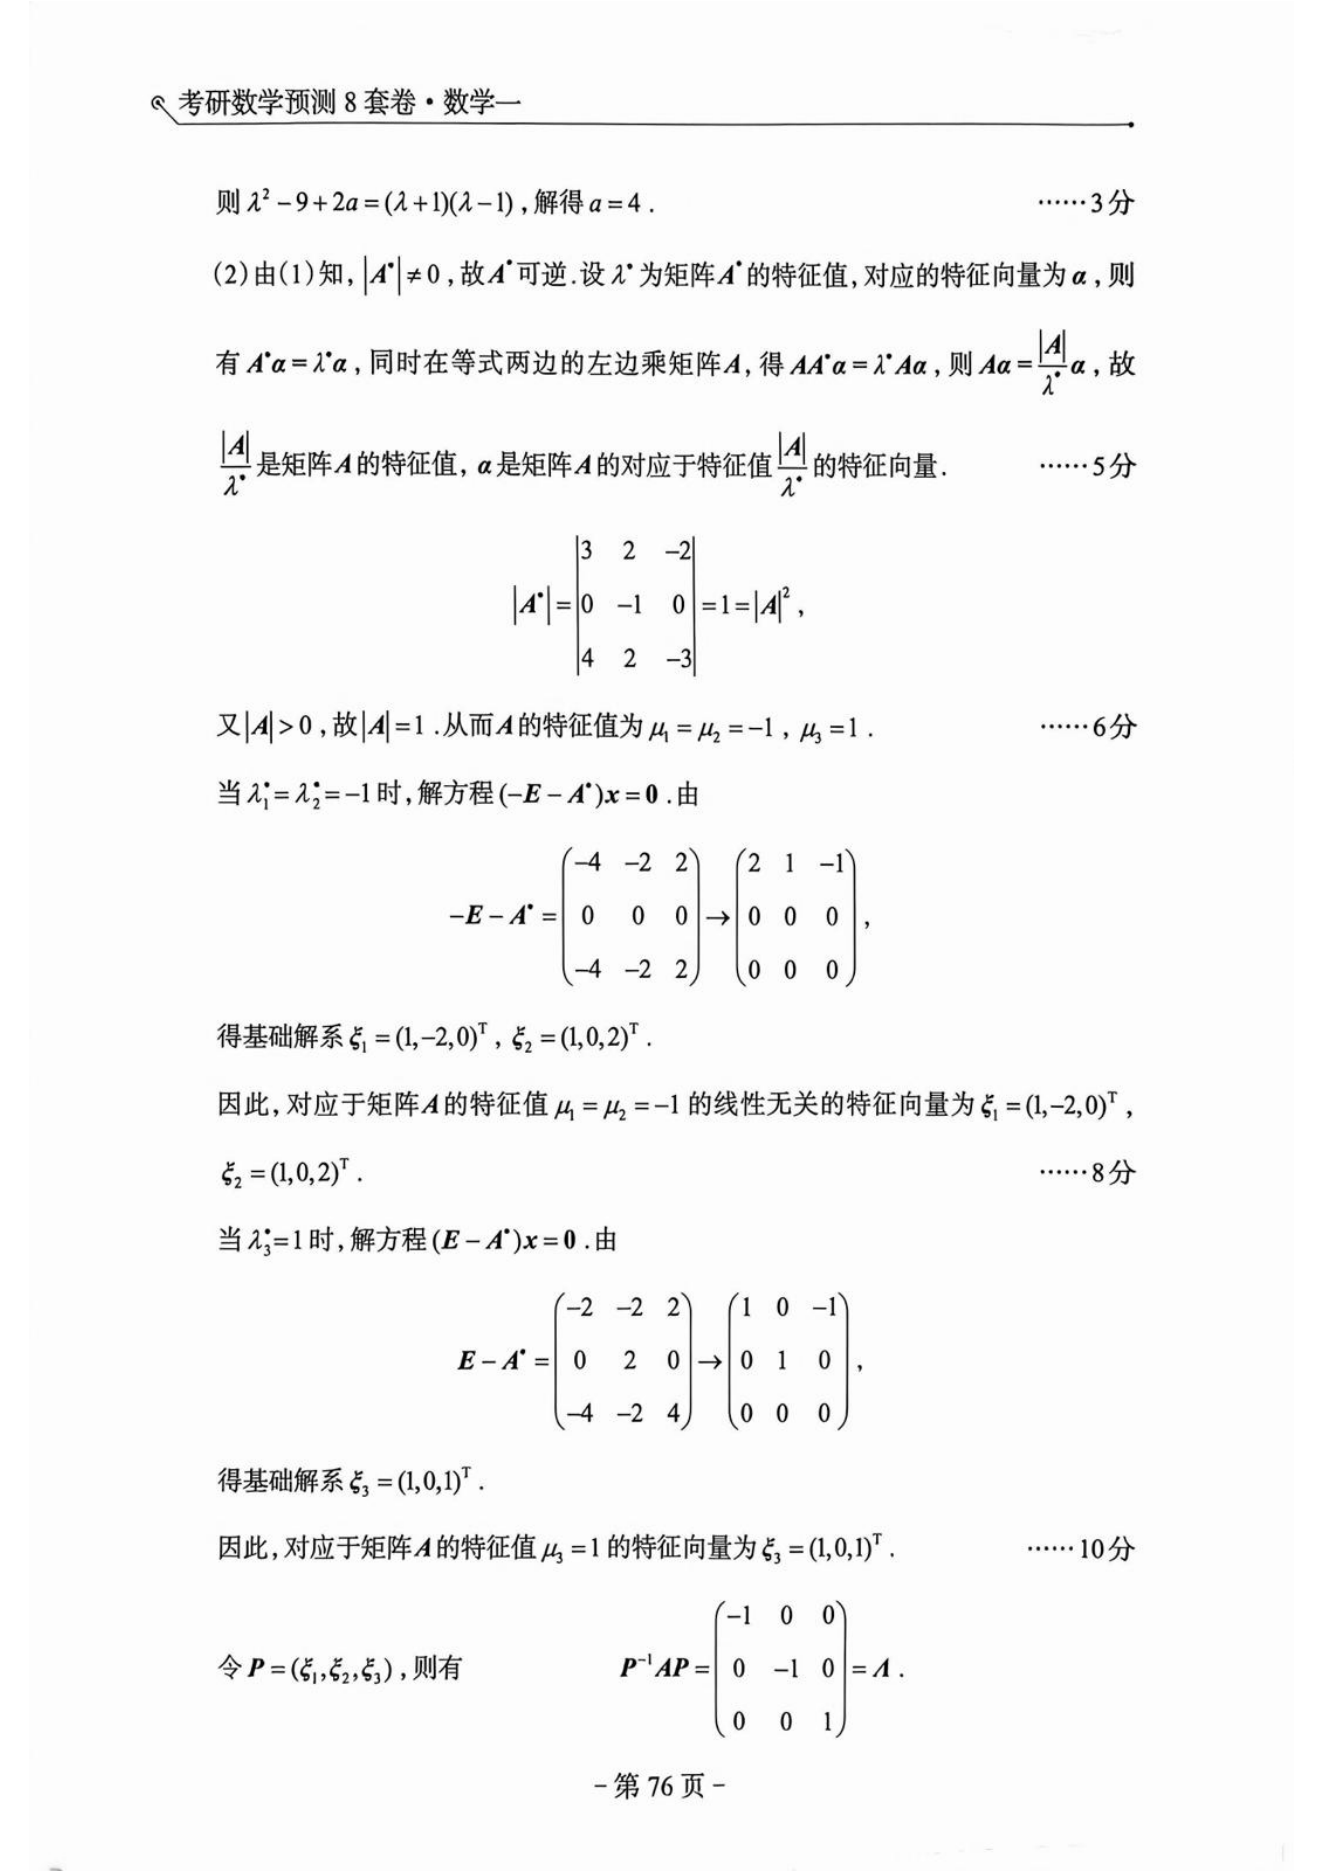 考研数学预测8套卷·数学一
则 λ² − 9 + 2a = (λ + 1)(λ − 1) , 解得 a = 4 . ……3分
(2) 由(1)知, |A*| ≠ 0 , 故 A* 可逆. 设 λ* 为矩阵 A* 的特征值, 对应的特征向量为 α , 则
有 A*α = λ*α , 同时在等式两边的左边乘矩阵 A, 得 AA*α = λ*Aα , 则 Aα = |A|/λ* α , 故
|A|/λ* 是矩阵 A 的特征值, α 是矩阵 A 的对应于特征值 |A|/λ* 的特征向量. ……5分
|3 2 −2|
|A*| = |0 −1 0| = 1 = |A|² ,
|4 2 −3|
又 |A| > 0 , 故 |A| = 1 . 从而 A 的特征值为 μ₁ = μ₂ = −1 , μ₃ = 1 . ……6分
当 λ₁* = λ₂* = −1 时, 解方程 (−E − A*)x = 0 . 由
(−4 −2 2) (2 1 −1)
−E − A* = (0 0 0) → (0 0 0) ,
(−4 −2 2) (0 0 0)
得基础解系 ξ₁ = (1,−2,0)ᵀ , ξ₂ = (1,0,2)ᵀ .
因此, 对应于矩阵 A 的特征值 μ₁ = μ₂ = −1 的线性无关的特征向量为 ξ₁ = (1,−2,0)ᵀ ,
ξ₂ = (1,0,2)ᵀ . ……8分
当 λ₃* = 1 时, 解方程 (E − A*)x = 0 . 由
(−2 −2 2) (1 0 −1)
E − A* = (0 2 0) → (0 1 0) ,
(−4 −2 4) (0 0 0)
得基础解系 ξ₃ = (1,0,1)ᵀ .
因此, 对应于矩阵 A 的特征值 μ₃ = 1 的特征向量为 ξ₃ = (1,0,1)ᵀ . ……10分
(−1 0 0)
令 P = (ξ₁,ξ₂,ξ₃) , 则有 P⁻¹AP = (0 −1 0) = Λ .
(0 0 1)
－第 76 页－